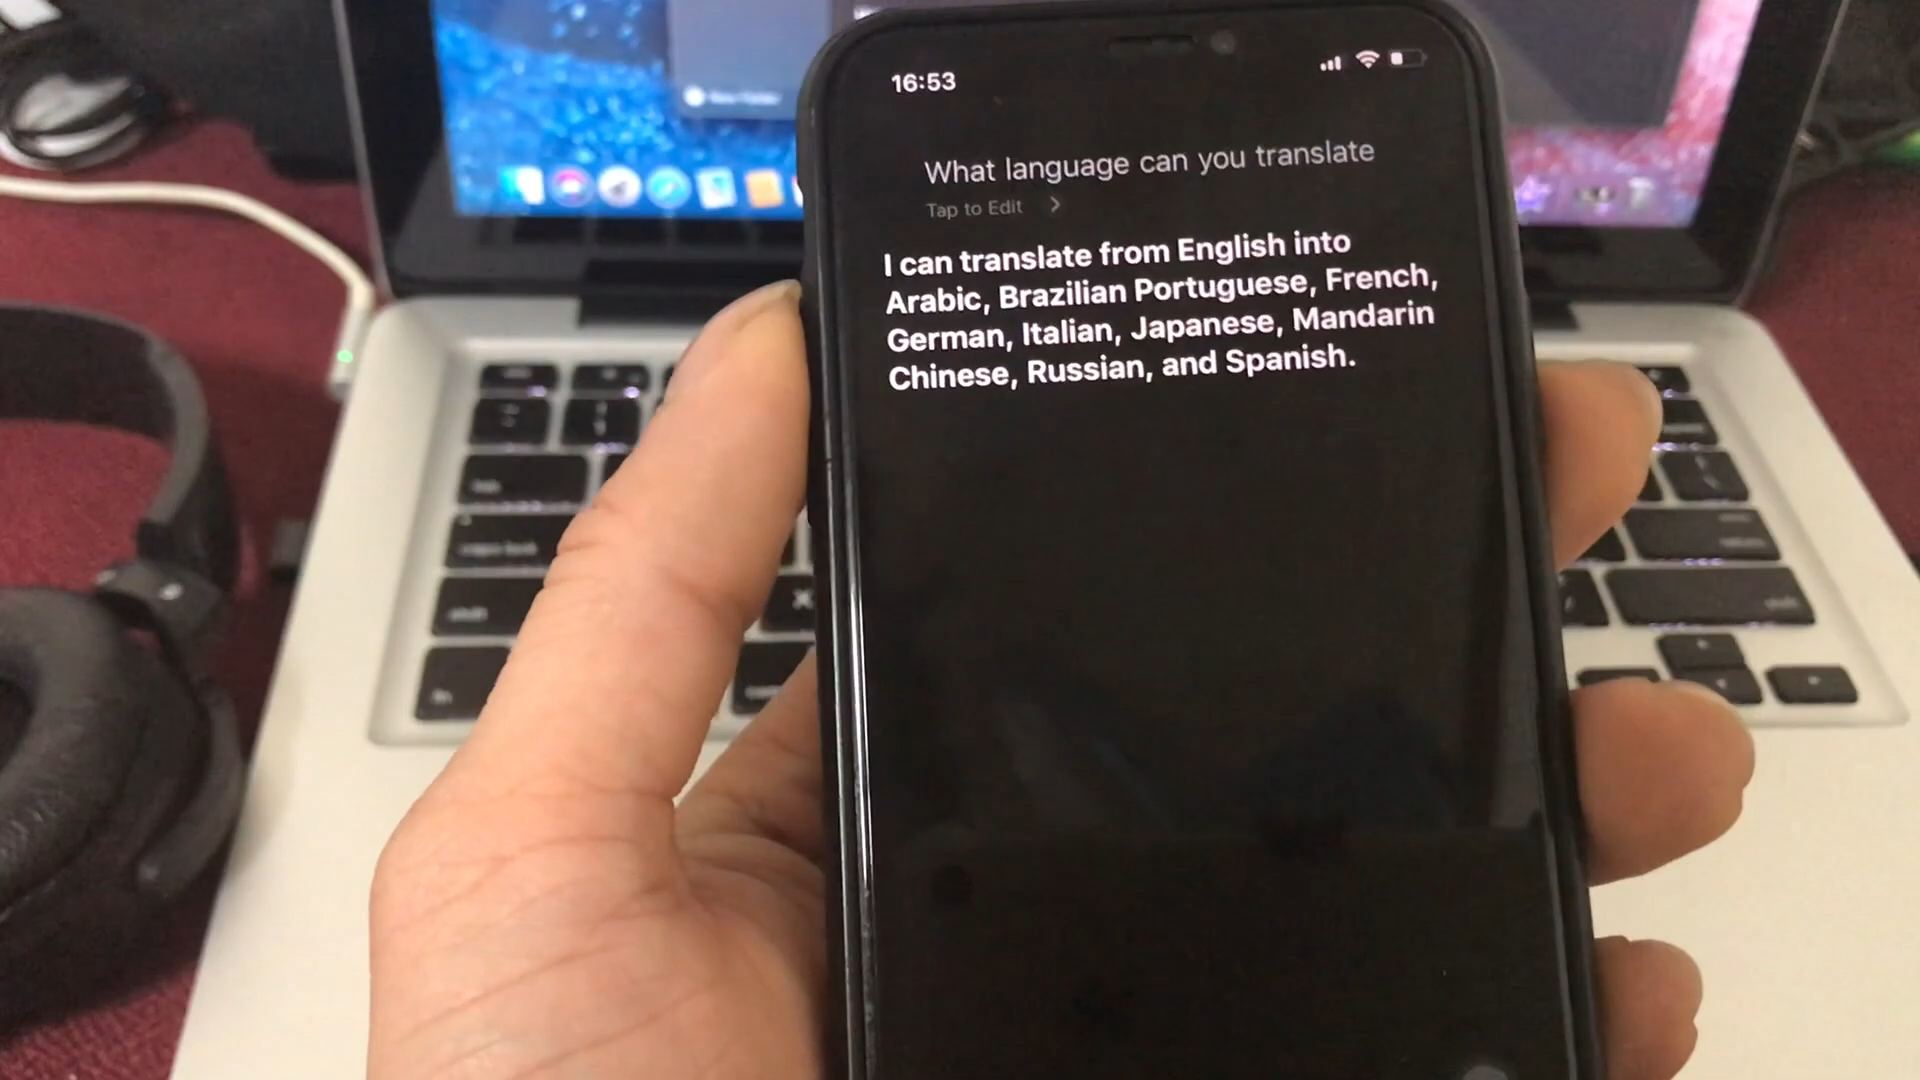 16:53
What language can you translate
Tap to Edit
I can translate from English into
Arabic, Brazilian Portuguese, French,
German, Italian, Japanese, Mandarin
Chinese, Russian, and Spanish.